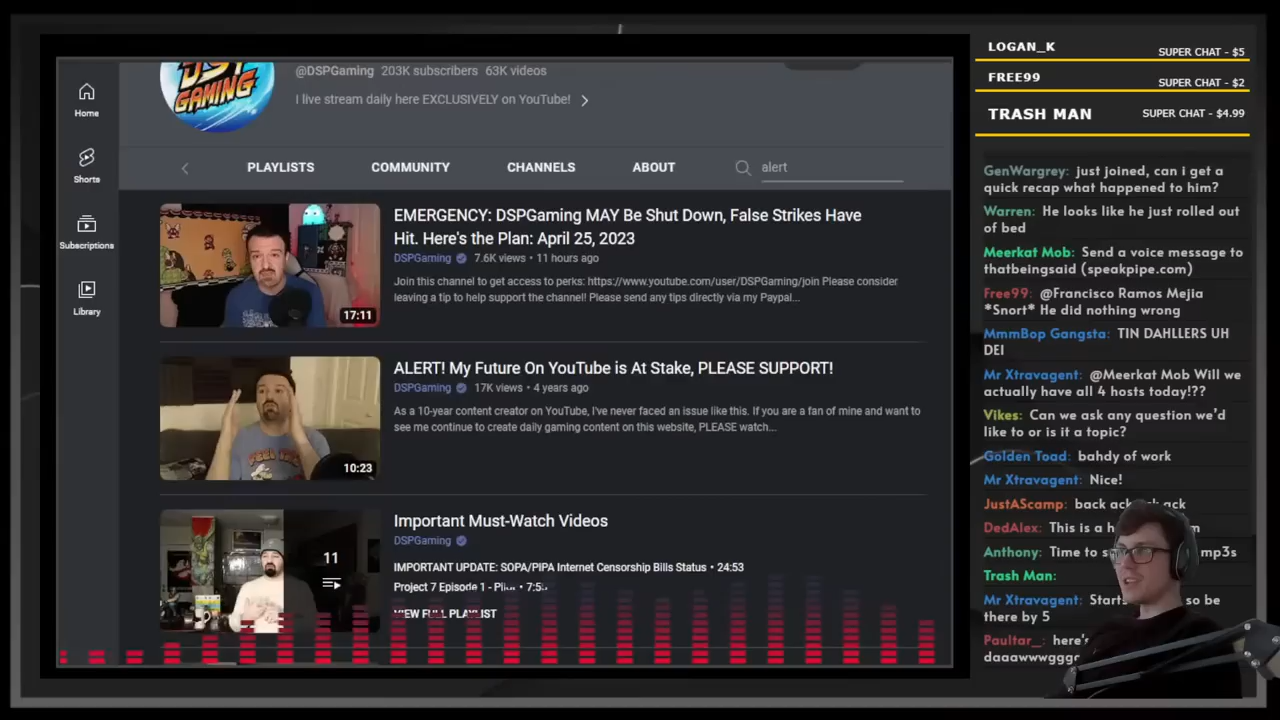 DSP
GAMING
@DSPGaming 203K subscribers 63K videos
I live stream daily here EXCLUSIVELY on YouTube!
Home
Shorts
Subscriptions
Library
PLAYLISTS COMMUNITY CHANNELS ABOUT alert
EMERGENCY: DSPGaming MAY Be Shut Down, False Strikes Have
Hit. Here's the Plan: April 25, 2023
DSPGaming 7.6K views • 11 hours ago
Join this channel to get access to perks: https://www.youtube.com/user/DSPGaming/join Please consider
leaving a tip to help support the channel! Please send any tips directly via my Paypal...
17:11
ALERT! My Future On YouTube is At Stake, PLEASE SUPPORT!
DSPGaming 17K views • 4 years ago
As a 10-year content creator on YouTube, I've never faced an issue like this. If you are a fan of mine and want to
see me continue to create daily gaming content on this website, PLEASE watch...
10:23
Important Must-Watch Videos
DSPGaming
11
IMPORTANT UPDATE: SOPA/PIPA Internet Censorship Bills Status • 24:53
Project 7 Episode 1 -
VIEW FULL PLAYLIST
LOGAN_K SUPER CHAT - $5
FREE99 SUPER CHAT - $2
TRASH MAN SUPER CHAT - $4.99
GenWargrey: just joined, can i get a
quick recap what happened to him?
Warren: He looks like he just rolled out
of bed
Meerkat Mob: Send a voice message to
thatbeingsaid (speakpipe.com)
Free99: @Francisco Ramos Mejia
*Snort* He did nothing wrong
MmmBop Gangsta: TIN DAHLLERS UH
DEI
Mr Xtravagent: @Meerkat Mob Will we
actually have all 4 hosts today!??
Vikes: Can we ask any question we'd
like to or is it a topic?
Golden Toad: bahdy of work
Mr Xtravagent: Nice!
JustAScamp: back ack ack
DedAlex: This is a
Anthony: Time to mp3s
Trash Man:
Mr Xtravagent: so be
there by 5
Paultar_: here's